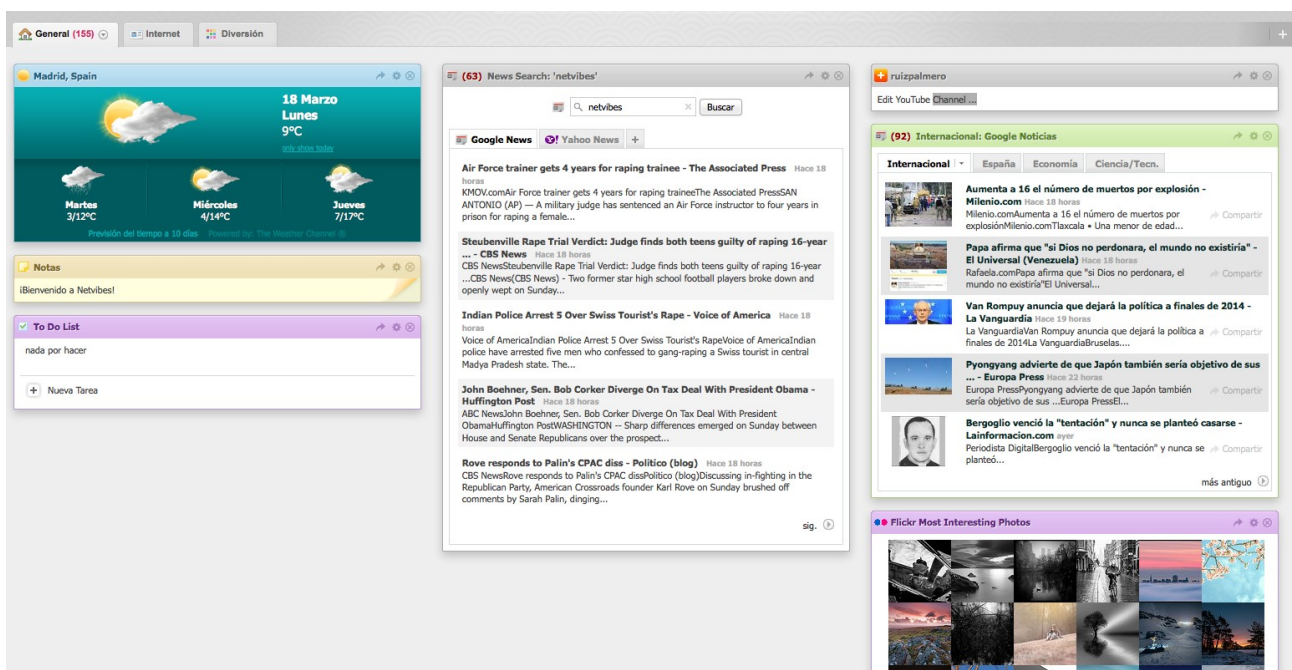 General (155)
Internet
Diversión
Madrid, Spain
18 Marzo
Lunes
9ºC
only show today
Martes
3/12ºC
Miércoles
4/14ºC
Jueves
7/17ºC
Previsión del tiempo a 10 días Powered by: The Weather Channel ®
Notas
¡Bienvenido a Netvibes!
To Do List
nada por hacer
+ Nueva Tarea
(63) News Search: 'netvibes'
netvibes
Buscar
Google News
Yahoo News
+
Air Force trainer gets 4 years for raping trainee - The Associated Press Hace 18
horas
KMOV.comAir Force trainer gets 4 years for raping traineeThe Associated PressSAN
ANTONIO (AP) — A military judge has sentenced an Air Force instructor to four years in
prison for raping a female...
Steubenville Rape Trial Verdict: Judge finds both teens guilty of raping 16-year
... - CBS News Hace 18 horas
CBS NewsSteubenville Rape Trial Verdict: Judge finds both teens guilty of raping 16-year
...CBS News(CBS News) - Two former star high school football players broke down and
openly wept on Sunday...
Indian Police Arrest 5 Over Swiss Tourist's Rape - Voice of America Hace 18
horas
Voice of AmericaIndian Police Arrest 5 Over Swiss Tourist's RapeVoice of AmericaIndian
police have arrested five men who confessed to gang-raping a Swiss tourist in central
Madya Pradesh state. The...
John Boehner, Sen. Bob Corker Diverge On Tax Deal With President Obama -
Huffington Post Hace 18 horas
ABC NewsJohn Boehner, Sen. Bob Corker Diverge On Tax Deal With President
ObamaHuffington PostWASHINGTON -- Sharp differences emerged on Sunday between
House and Senate Republicans over the prospect...
Rove responds to Palin's CPAC diss - Politico (blog) Hace 18 horas
CBS NewsRove responds to Palin's CPAC dissPolitico (blog)Discussing in-fighting in the
Republican Party, American Crossroads founder Karl Rove on Sunday brushed off
comments by Sarah Palin, dinging...
sig.
ruizpalmero
Edit YouTube Channel ...
(92) Internacional: Google Noticias
Internacional
España
Economía
Ciencia/Tecn.
Aumenta a 16 el número de muertos por explosión -
Milenio.com Hace 18 horas
Milenio.comAumenta a 16 el número de muertos por
explosiónMilenio.comTlaxcala • Una menor de edad...
Compartir
Papa afirma que "si Dios no perdonara, el mundo no existiría" -
El Universal (Venezuela) Hace 18 horas
Rafaela.comPapa afirma que "si Dios no perdonara, el
mundo no existiría"El Universal...
Compartir
Van Rompuy anuncia que dejará la política a finales de 2014 -
La Vanguardia Hace 19 horas
La VanguardiaVan Rompuy anuncia que dejará la política a
finales de 2014La VanguardiaBruselas....
Compartir
Pyongyang advierte de que Japón también sería objetivo de sus
... - Europa Press Hace 22 horas
Europa PressPyongyang advierte de que Japón también
sería objetivo de sus ...Europa PressEl...
Compartir
Bergoglio venció la "tentación" y nunca se planteó casarse -
Lainformacion.com ayer
Periodista DigitalBergoglio venció la "tentación" y nunca se
planteó...
Compartir
más antiguo
Flickr Most Interesting Photos